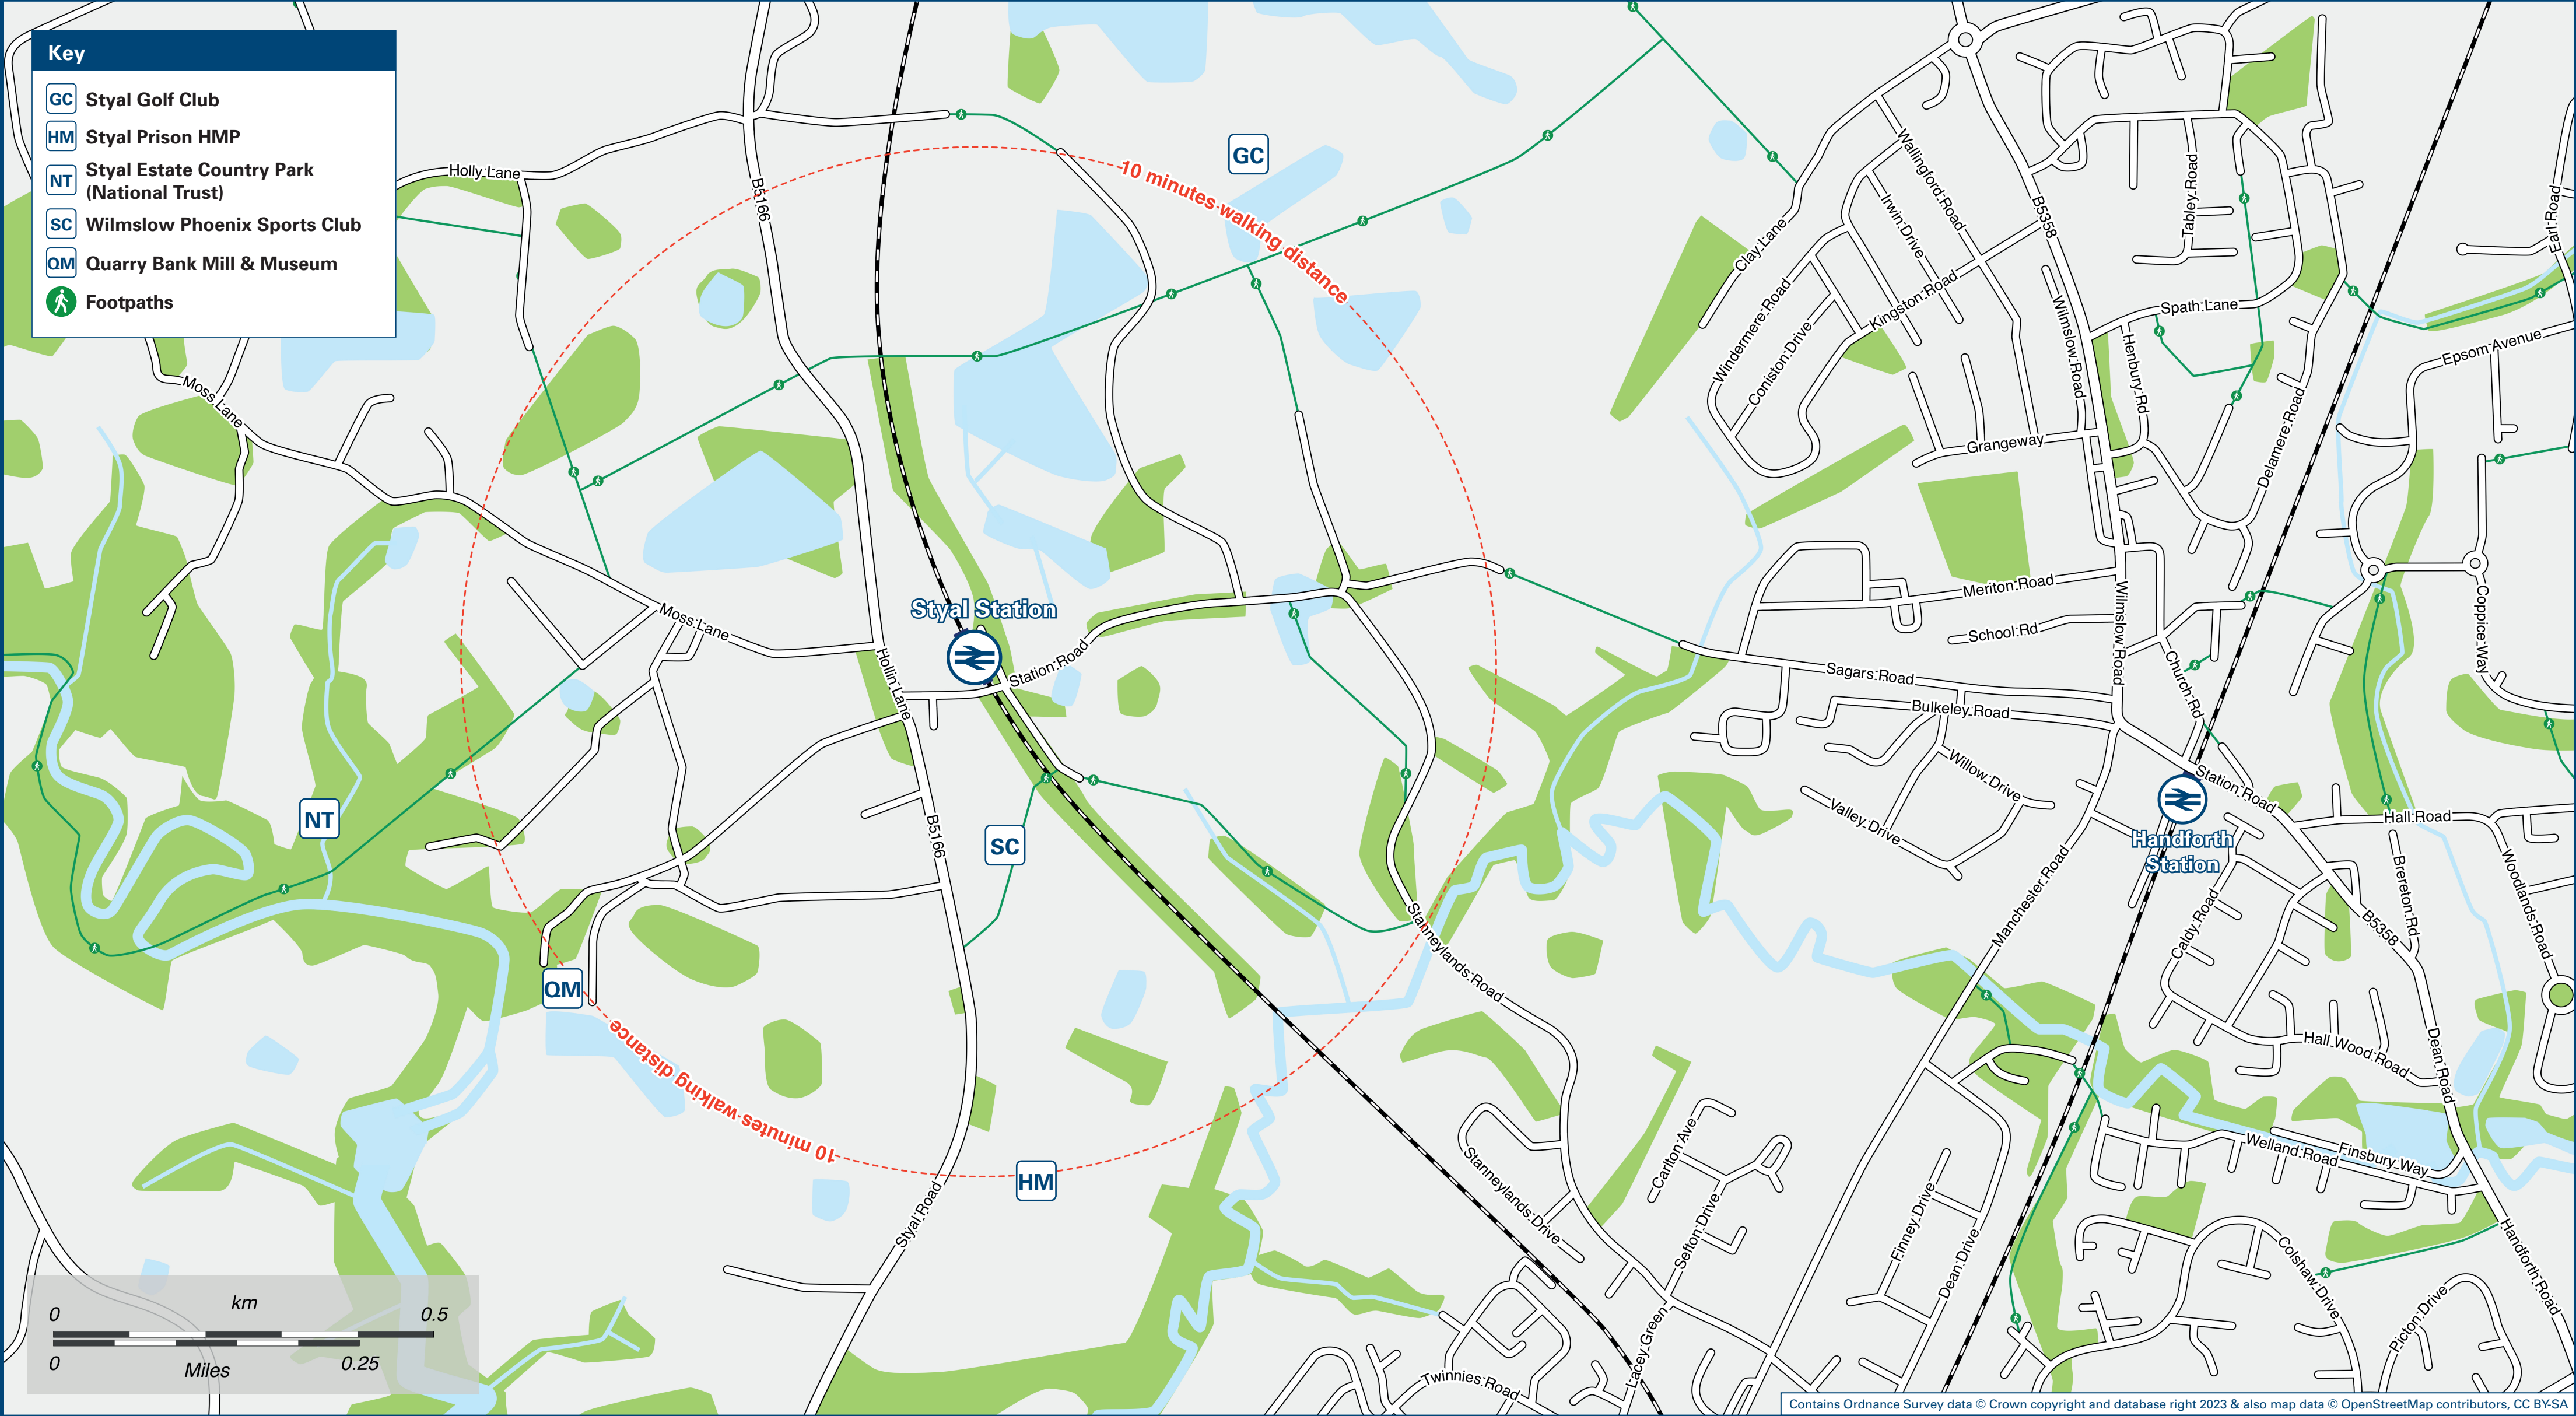 Key
GC Styal Golf Club
HM Styal Prison HMP
NT Styal Estate Country Park
(National Trust)
SC Wilmslow Phoenix Sports Club
QM Quarry Bank Mill & Museum
Footpaths
Holly Lane
B5166
GC
10 minutes walking distance
Clay Lane
Wallingford Road
Irwin Drive
B5358
Tabley Road
Earl Road
Windermere Road
Coniston Drive
Kingston Road
Wilmslow Road
Spath Lane
Henbury Rd
Epsom Avenue
Moss Lane
Grangeway
Delamere Road
Styal Station
Moss Lane
Hollin Lane
Station Road
Meriton Road
School Rd
Wilmslow Road
Coppice Way
Sagars Road
Bulkeley Road
Church Rd
Willow Drive
Valley Drive
Station Road
Handforth
Station
Hall Road
NT
SC
B5166
Brereton Rd
Woodlands Road
Manchester Road
Caldy Road
B5358
Stanneylands Road
QM
10 minutes walking distance
Hall Wood Road
Dean Road
HM
Styal Road
Stanneylands Drive
Carlton Ave
Sefton Drive
Finney Drive
Dean Drive
Welland Road
Finsbury Way
Handforth Road
Colshaw Drive
Picton Drive
Lacey Green
Twinnies Road
km
0 0.5
0 0.25
Miles
Contains Ordnance Survey data © Crown copyright and database right 2023 & also map data © OpenStreetMap contributors, CC BY-SA